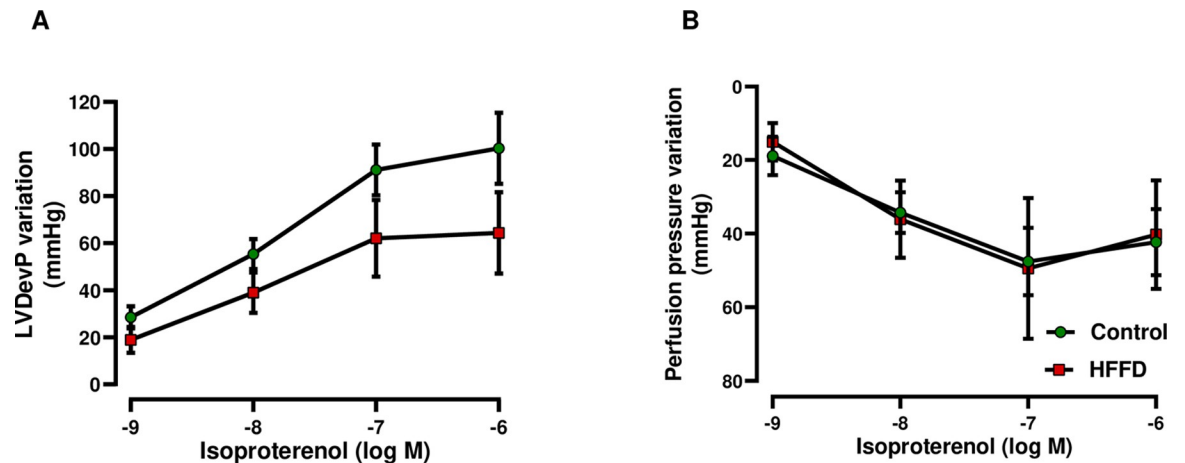 A
LVDevP variation
(mmHg)
120
100
80
60
40
20
0
-9
-8
-7
-6
Isoproterenol (log M)
B
Perfusion pressure variation
(mmHg)
0
20
40
60
80
Control
HFFD
-9
-8
-7
-6
Isoproterenol (log M)